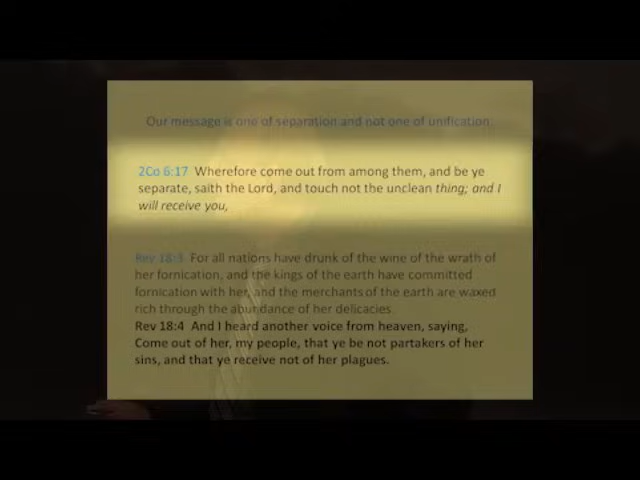 Our message is one of separation and not one of unification.
2Co 6:17 Wherefore come out from among them, and be ye
separate, saith the Lord, and touch not the unclean thing; and I
will receive you,
Rev 18:3 For all nations have drunk of the wine of the wrath of
her fornication, and the kings of the earth have committed
fornication with her, and the merchants of the earth are waxed
rich through the abundance of her delicacies.
Rev 18:4 And I heard another voice from heaven, saying,
Come out of her, my people, that ye be not partakers of her
sins, and that ye receive not of her plagues.